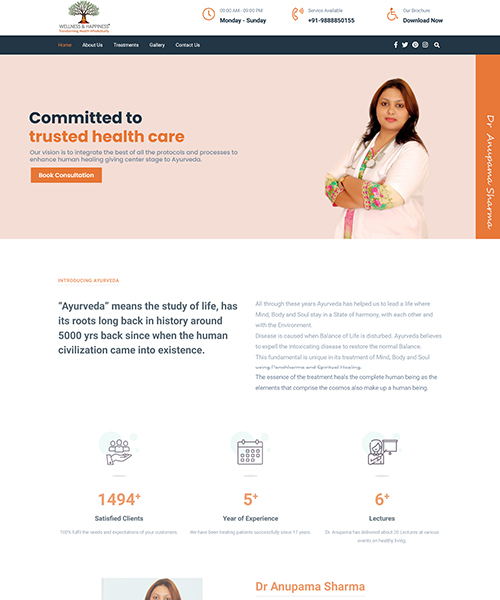 WELLNESS & HAPPINESS
Transforming Health Wholistically
09:00 AM - 09:00 PM
Monday - Sunday
Service Available
+91-9888850155
Our Brochure
Download Now
Home About Us Treatments Gallery Contact Us
Committed to
trusted health care
Our vision is to integrate the best of all the protocols and processes to
enhance human healing giving center stage to Ayurveda.
Book Consultation
Dr Anupama Sharma
INTRODUCING AYURVEDA
“Ayurveda” means the study of life, has
its roots long back in history around
5000 yrs back since when the human
civilization came into existence.
All through these years Ayurveda has helped us to lead a life where
Mind, Body and Soul stay in a State of harmony, with each other and
with the Environment.
Disease is caused when Balance of Life is disturbed. Ayurveda believes
to expell the intoxicating disease to restore the normal Balance.
This fundamental is unique in its treatment of Mind, Body and Soul
using Panchkarma and Spiritual Healing.
The essence of the treatment heals the complete human being as the
elements that comprise the cosmos also make up a human being.
1494+
Satisfied Clients
100% fulfil the needs and expectations of your customers.
5+
Year of Experience
We have been treating patients successfully since 17 years.
6+
Lectures
Dr. Anupama has delivered about 26 Lectures at various
events on healthy living.
Dr Anupama Sharma